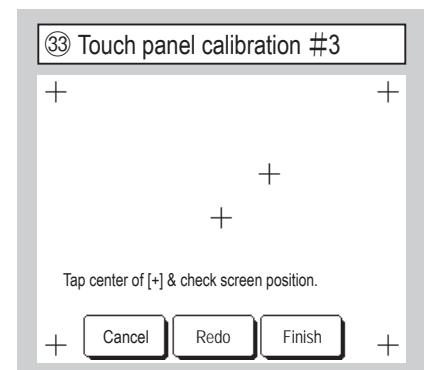 ㉝ Touch panel calibration #3
Tap center of [+] & check screen position.
Cancel Redo Finish